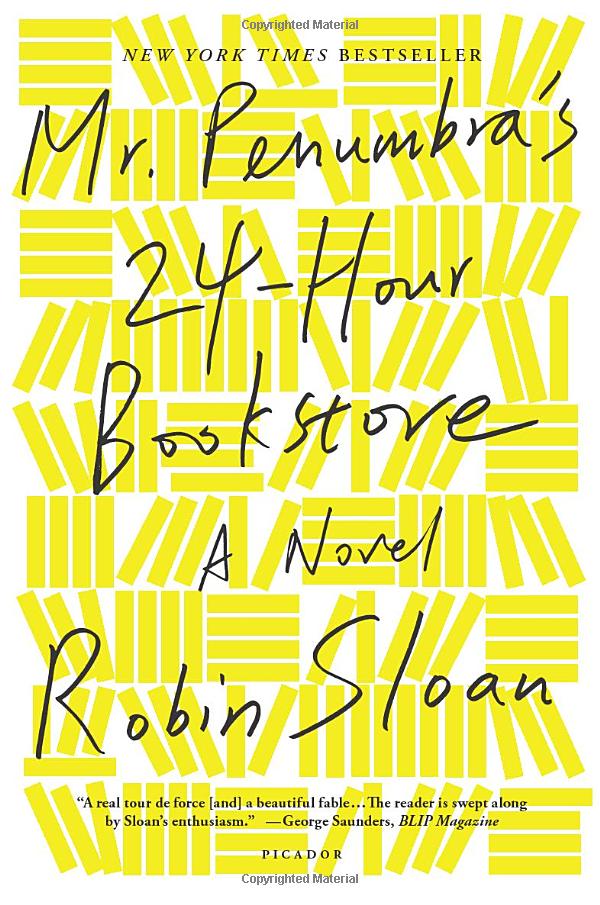 Copyrighted Material
NEW YORK TIMES BESTSELLER
Mr. Penumbra's
24-Hour
Bookstore
A Novel
Robin Sloan
“A real tour de force [and] a beautiful fable…The reader is swept along
by Sloan’s enthusiasm.” —George Saunders, BLIP Magazine
PICADOR
Copyrighted Material